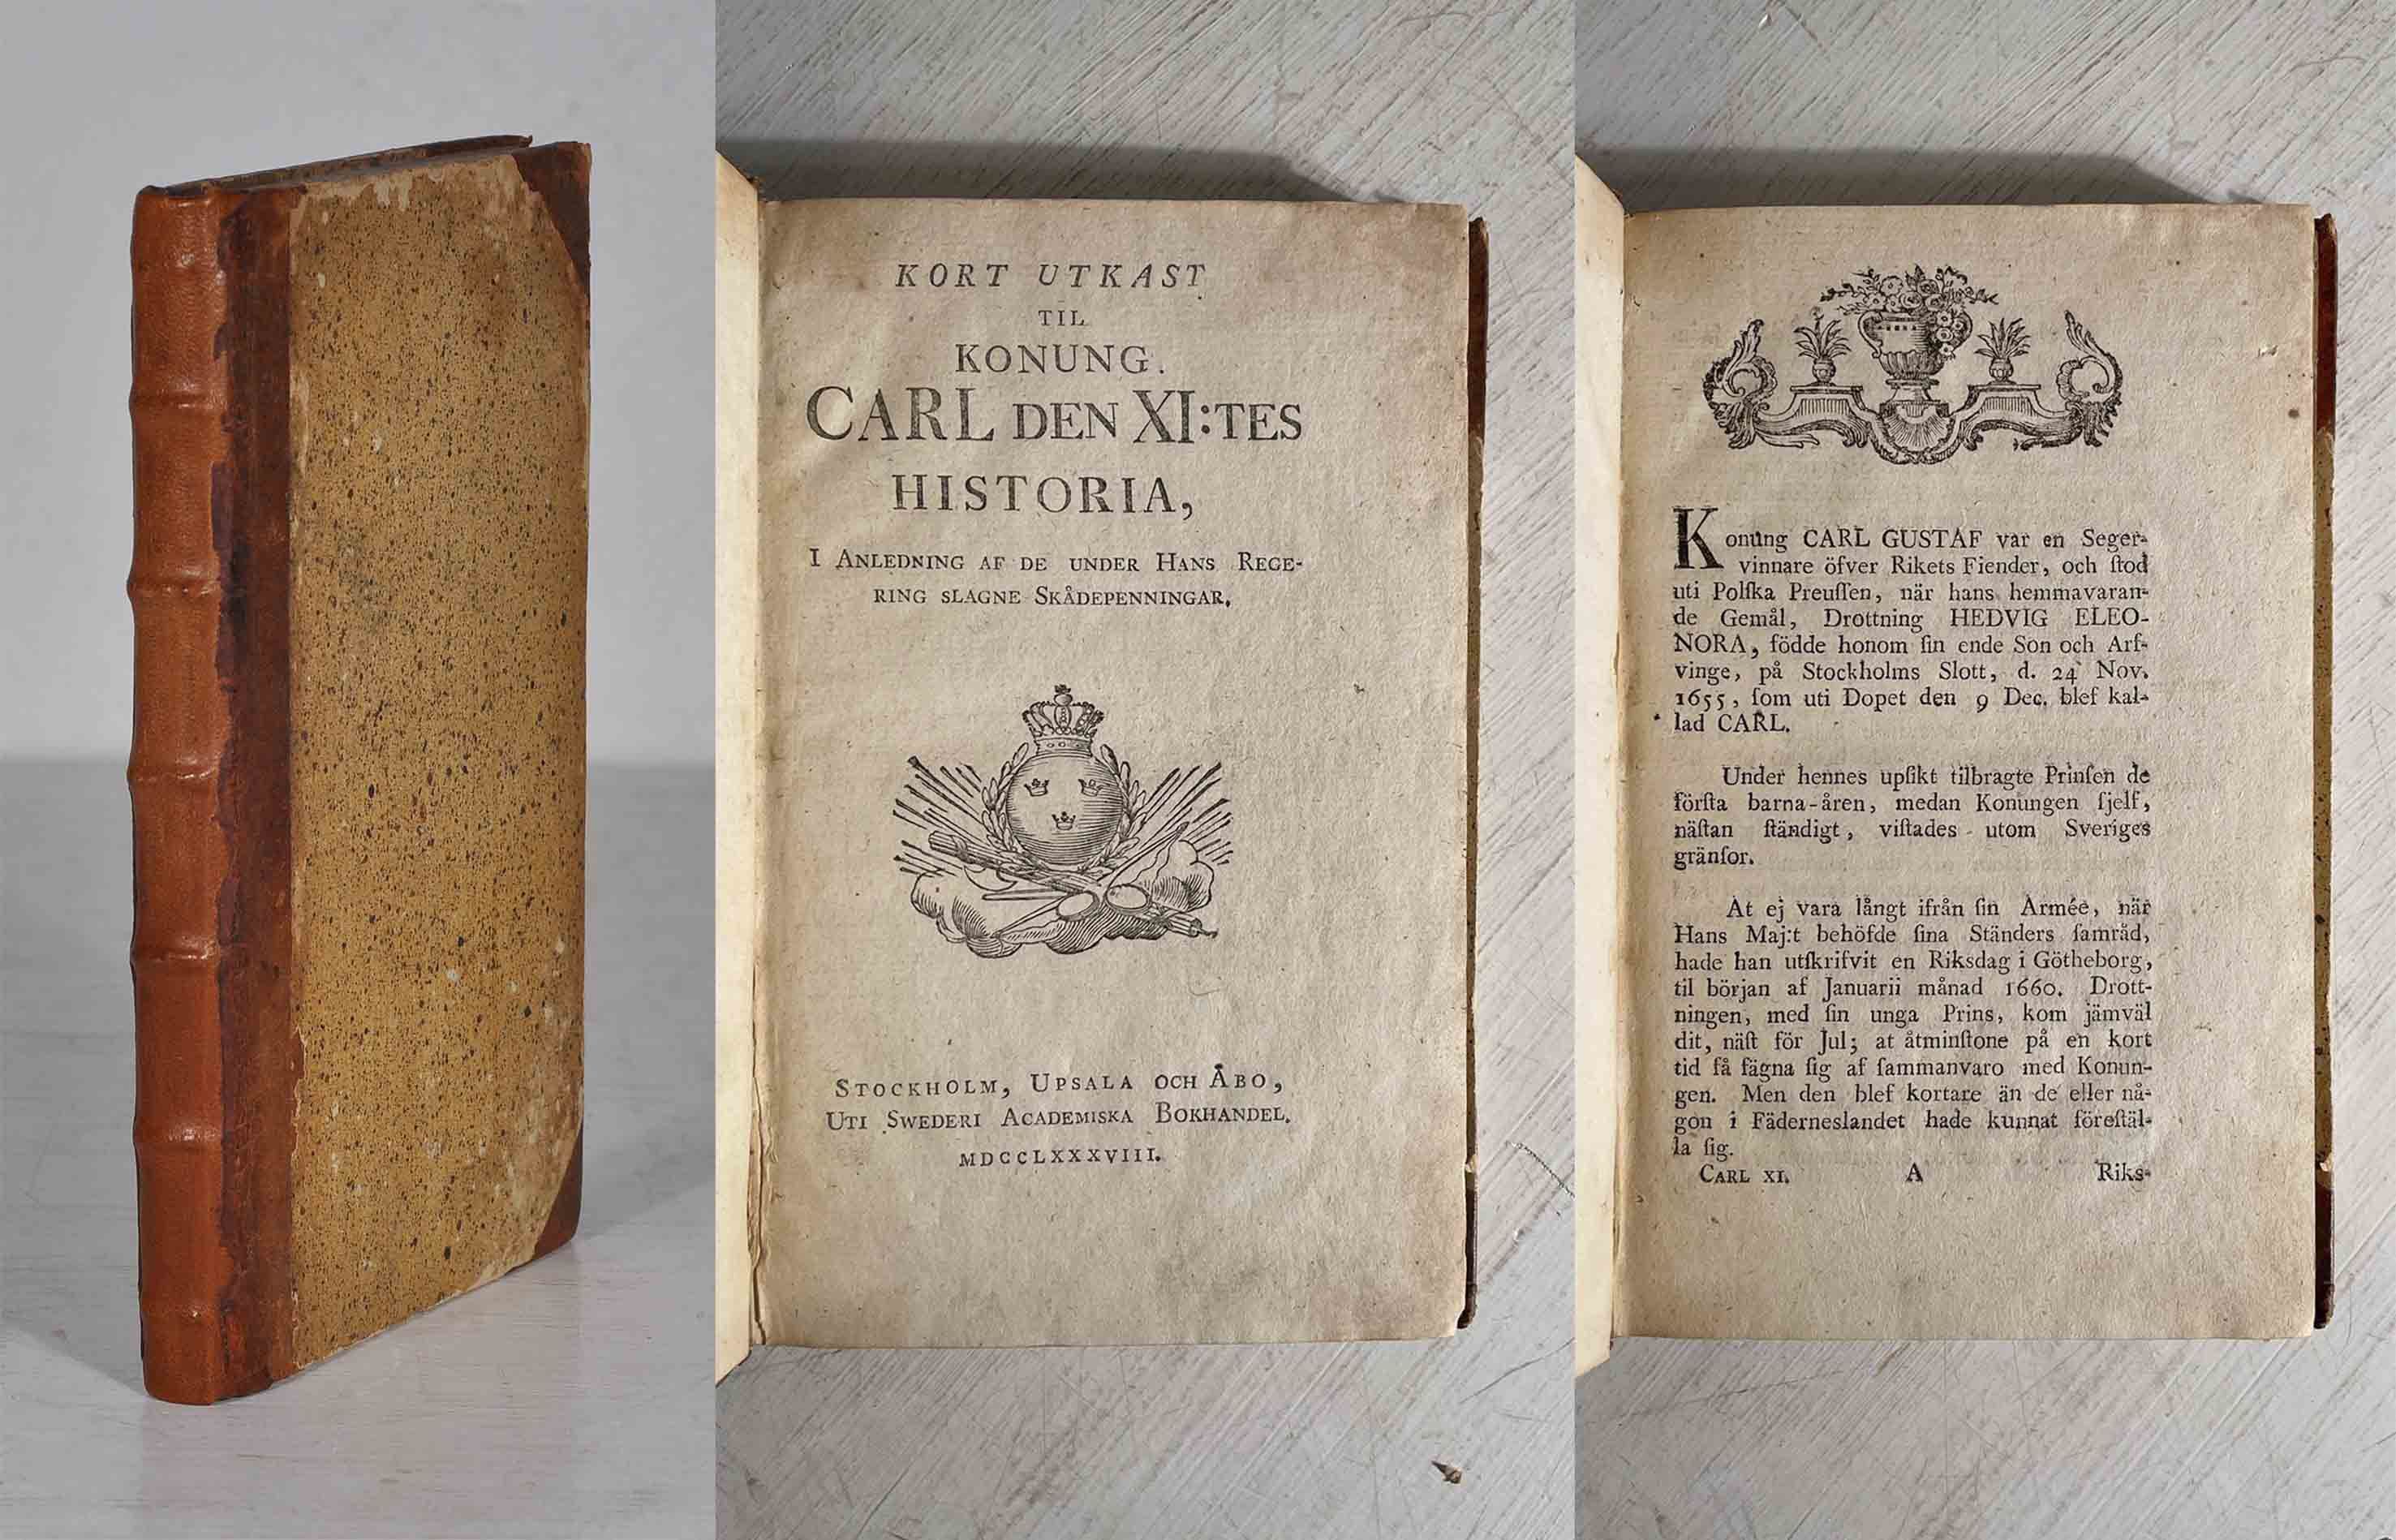 KORT UTKAST
TIL
KONUNG.
CARL DEN XI:TES
HISTORIA,
I ANLEDNING AF DE UNDER HANS REGE-
RING SLAGNE SKÅDEPENNINGAR.
STOCKHOLM, UPSALA OCH ÅBO,
UTI SWEDERI ACADEMISKA BOKHANDEL.
MDCCLXXXVIII.
Konung CARL GUSTAF var en Seger-
vinnare öfver Rikets Fiender, och ſtod
uti Polſka Preuſſen, när hans hemmavaran-
de Gemål, Drottning HEDVIG ELEO-
NORA, födde honom ſin ende Son och Arf-
vinge, på Stockholms Slott, d. 24 Nov.
1655, ſom uti Dopet den 9 Dec. blef kal-
lad CARL.
Under hennes upſikt tilbragte Prinſen de
förſta barna-åren, medan Konungen ſjelf,
näſtan ſtändigt, viſtades utom Sveriges
gränſor.
At ej vara långt ifrån ſin Armée, när
Hans Maj:t behöfde ſina Ständers ſamråd,
hade han utſkrifvit en Riksdag i Götheborg,
til början af Januarii månad 1660. Drott-
ningen, med ſin unga Prins, kom jämväl
dit, näſt för Jul; at åtminſtone på en kort
tid få fägna ſig af ſammanvaro med Konun-
gen. Men den blef kortare än de eller nå-
gon i Fäderneslandet hade kunnat föreſtäl-
la ſig.
CARL XI. A Riks-